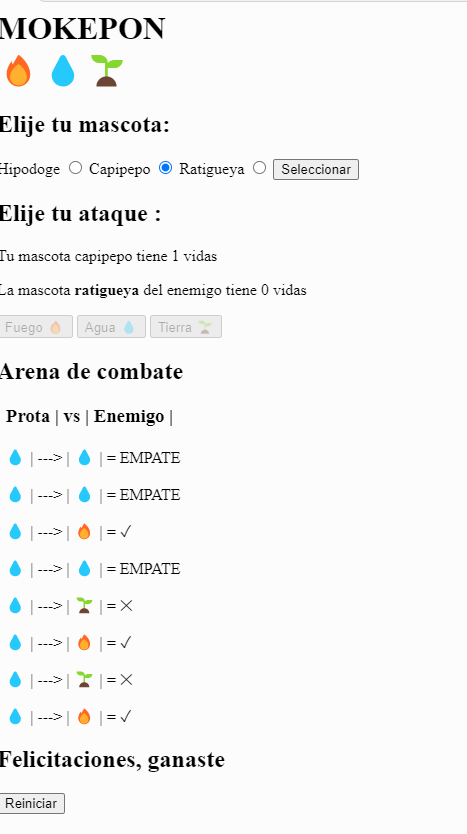 MOKEPON
🔥 💧 🌱
Elije tu mascota:
Hipodoge Capipepo Ratigueya Seleccionar
Elije tu ataque :
Tu mascota capipepo tiene 1 vidas
La mascota ratigueya del enemigo tiene 0 vidas
Fuego 🔥 Agua 💧 Tierra 🌱
Arena de combate
Prota | vs | Enemigo |
💧 | ---> | 💧 | = EMPATE
💧 | ---> | 💧 | = EMPATE
💧 | ---> | 🔥 | = ✓
💧 | ---> | 💧 | = EMPATE
💧 | ---> | 🌱 | = ✕
💧 | ---> | 🔥 | = ✓
💧 | ---> | 🌱 | = ✕
💧 | ---> | 🔥 | = ✓
Felicitaciones, ganaste
Reiniciar